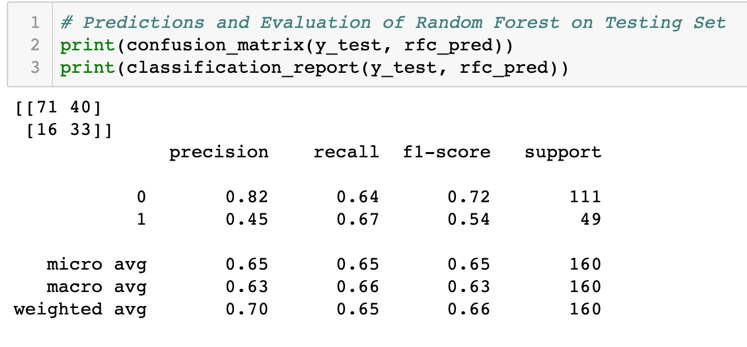 1 # Predictions and Evaluation of Random Forest on Testing Set
2 print(confusion_matrix(y_test, rfc_pred))
3 print(classification_report(y_test, rfc_pred))
[[71 40]
 [16 33]]
              precision    recall  f1-score   support

           0       0.82      0.64      0.72       111
           1       0.45      0.67      0.54        49

   micro avg       0.65      0.65      0.65       160
   macro avg       0.63      0.66      0.63       160
weighted avg       0.70      0.65      0.66       160